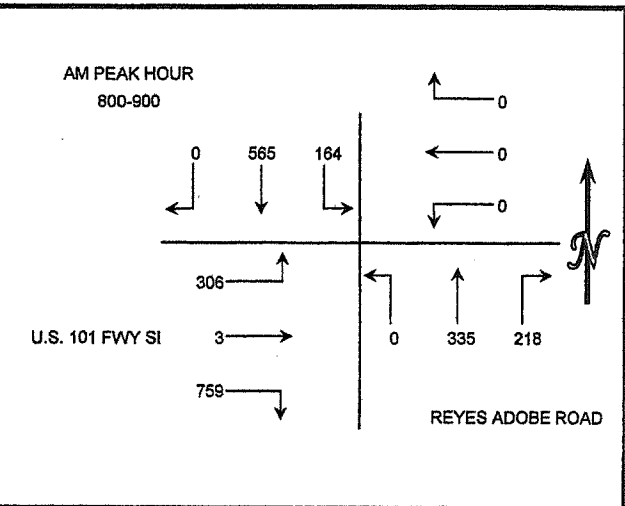 AM PEAK HOUR
800-900
0
0 565 164
0
0
306
U.S. 101 FWY SI 3
0 335 218
759
REYES ADOBE ROAD
N